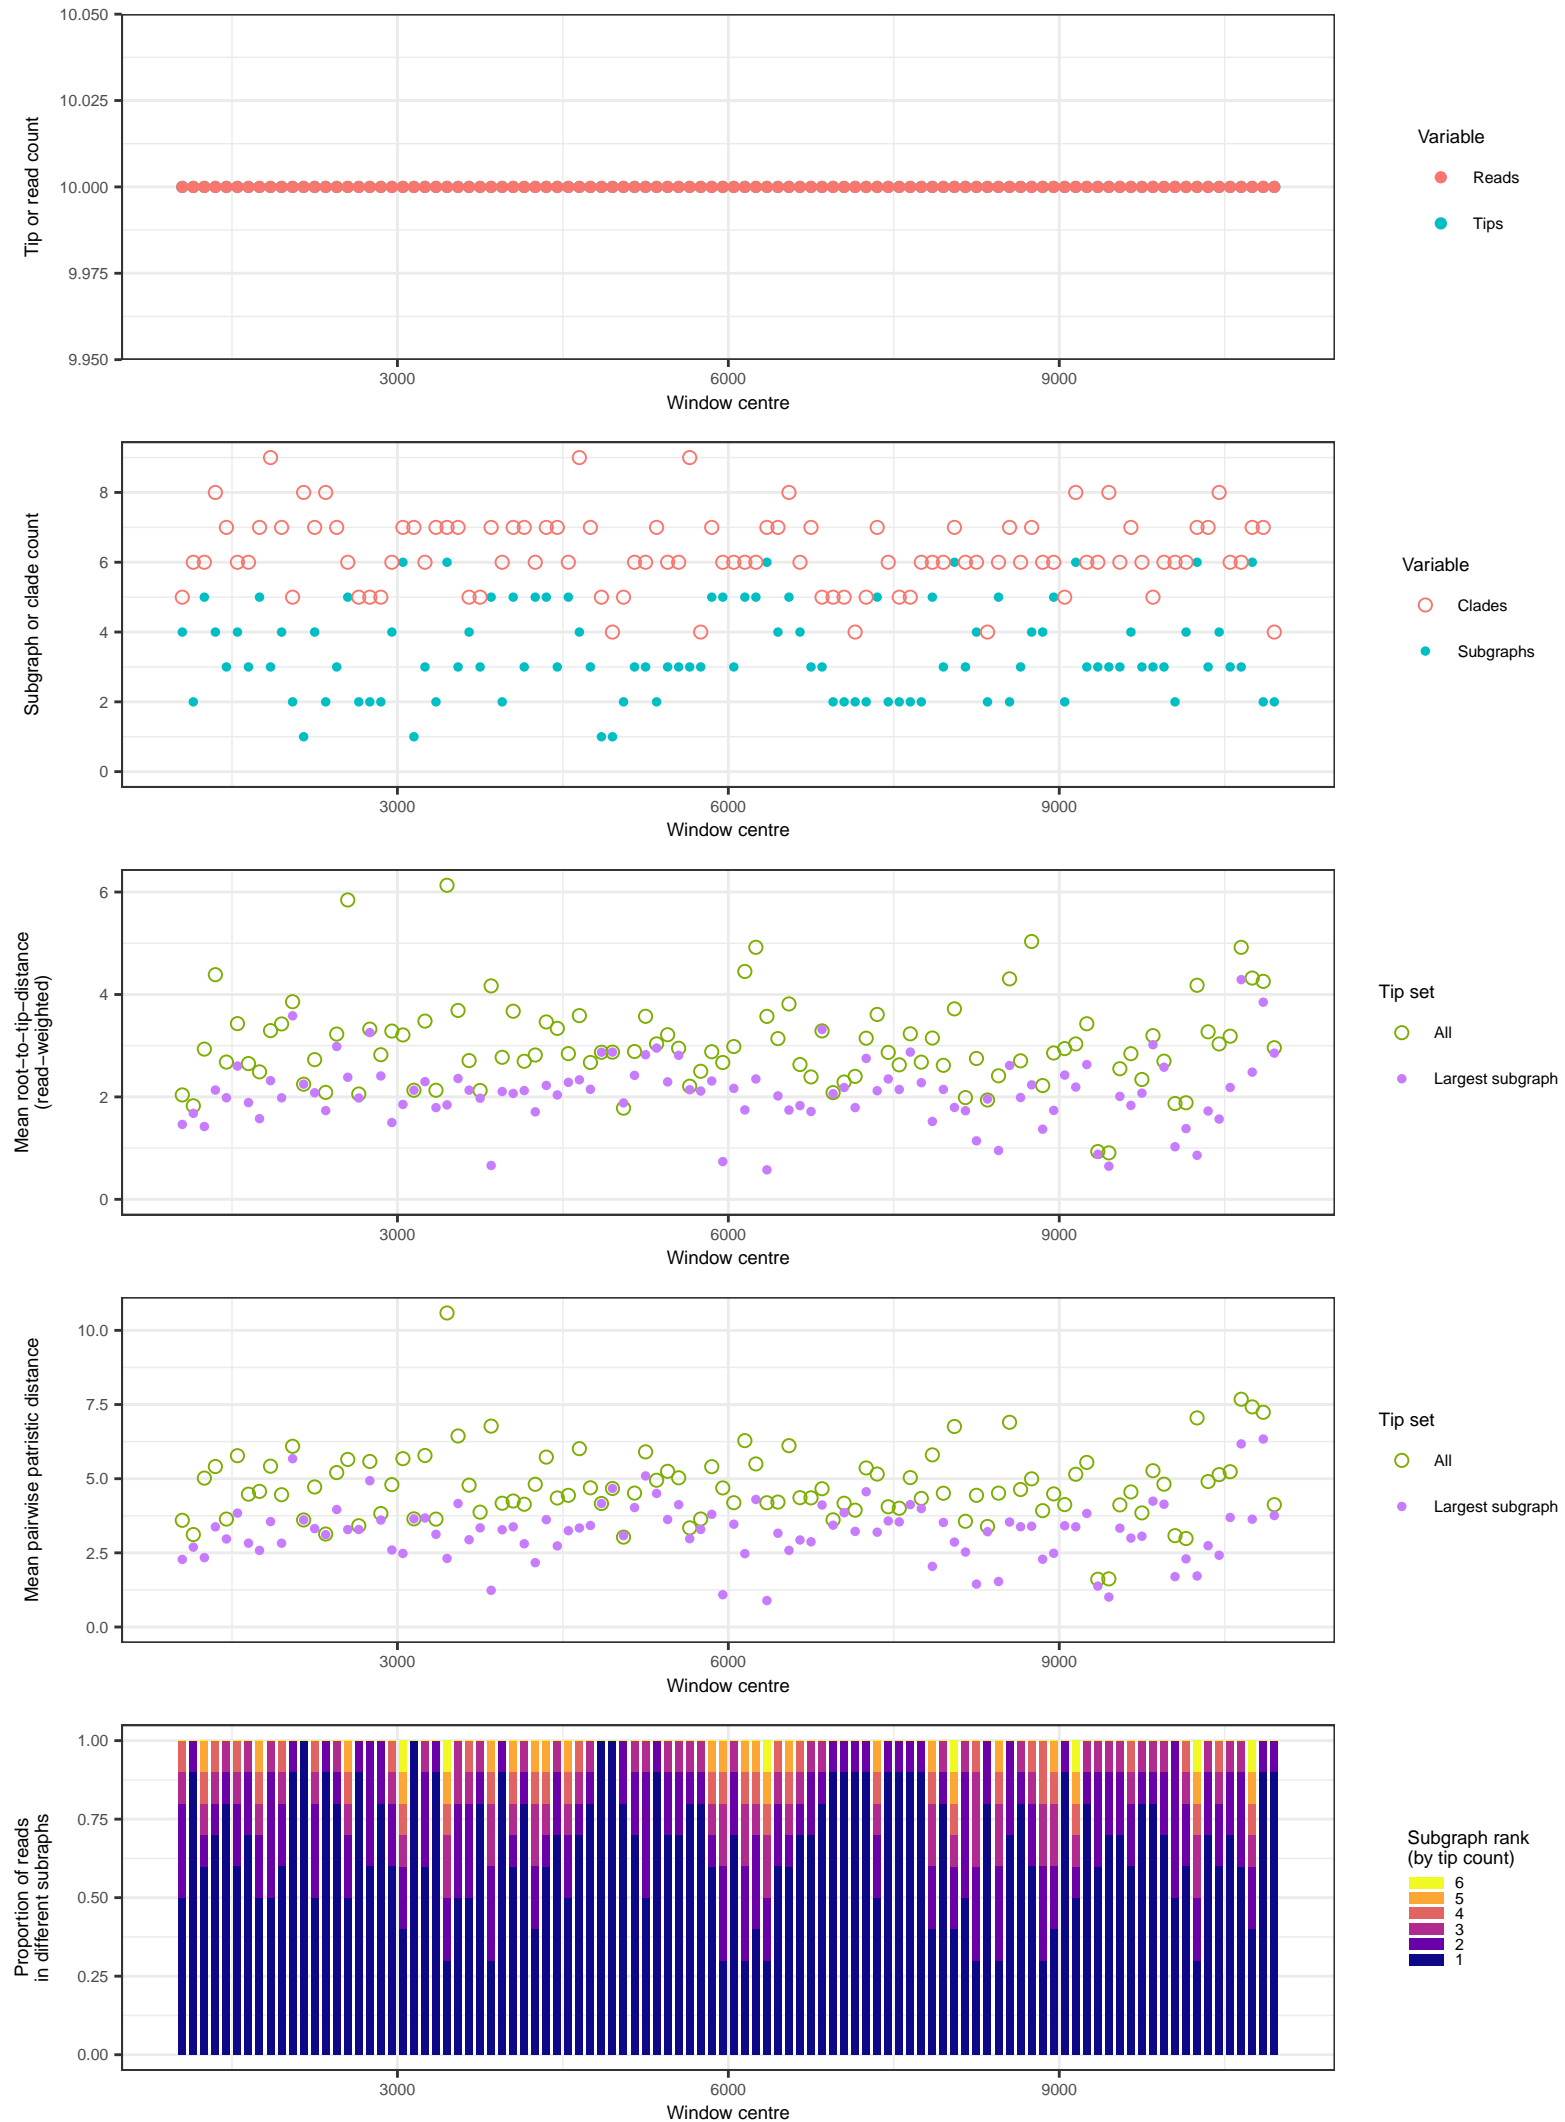 10.050
10.025
10.000
9.975
9.950
Tip or read count
3000
6000
9000
Window centre
Variable
Reads
Tips
8
6
4
2
0
Subgraph or clade count
3000
6000
9000
Window centre
Variable
Clades
Subgraphs
6
4
2
0
Mean root−to−tip−distance
(read−weighted)
3000
6000
9000
Window centre
Tip set
All
Largest subgraph
10.0
7.5
5.0
2.5
0.0
Mean pairwise patristic distance
3000
6000
9000
Window centre
Tip set
All
Largest subgraph
1.00
0.75
0.50
0.25
0.00
Proportion of reads
in different subraphs
3000
6000
9000
Window centre
Subgraph rank
(by tip count)
6
5
4
3
2
1